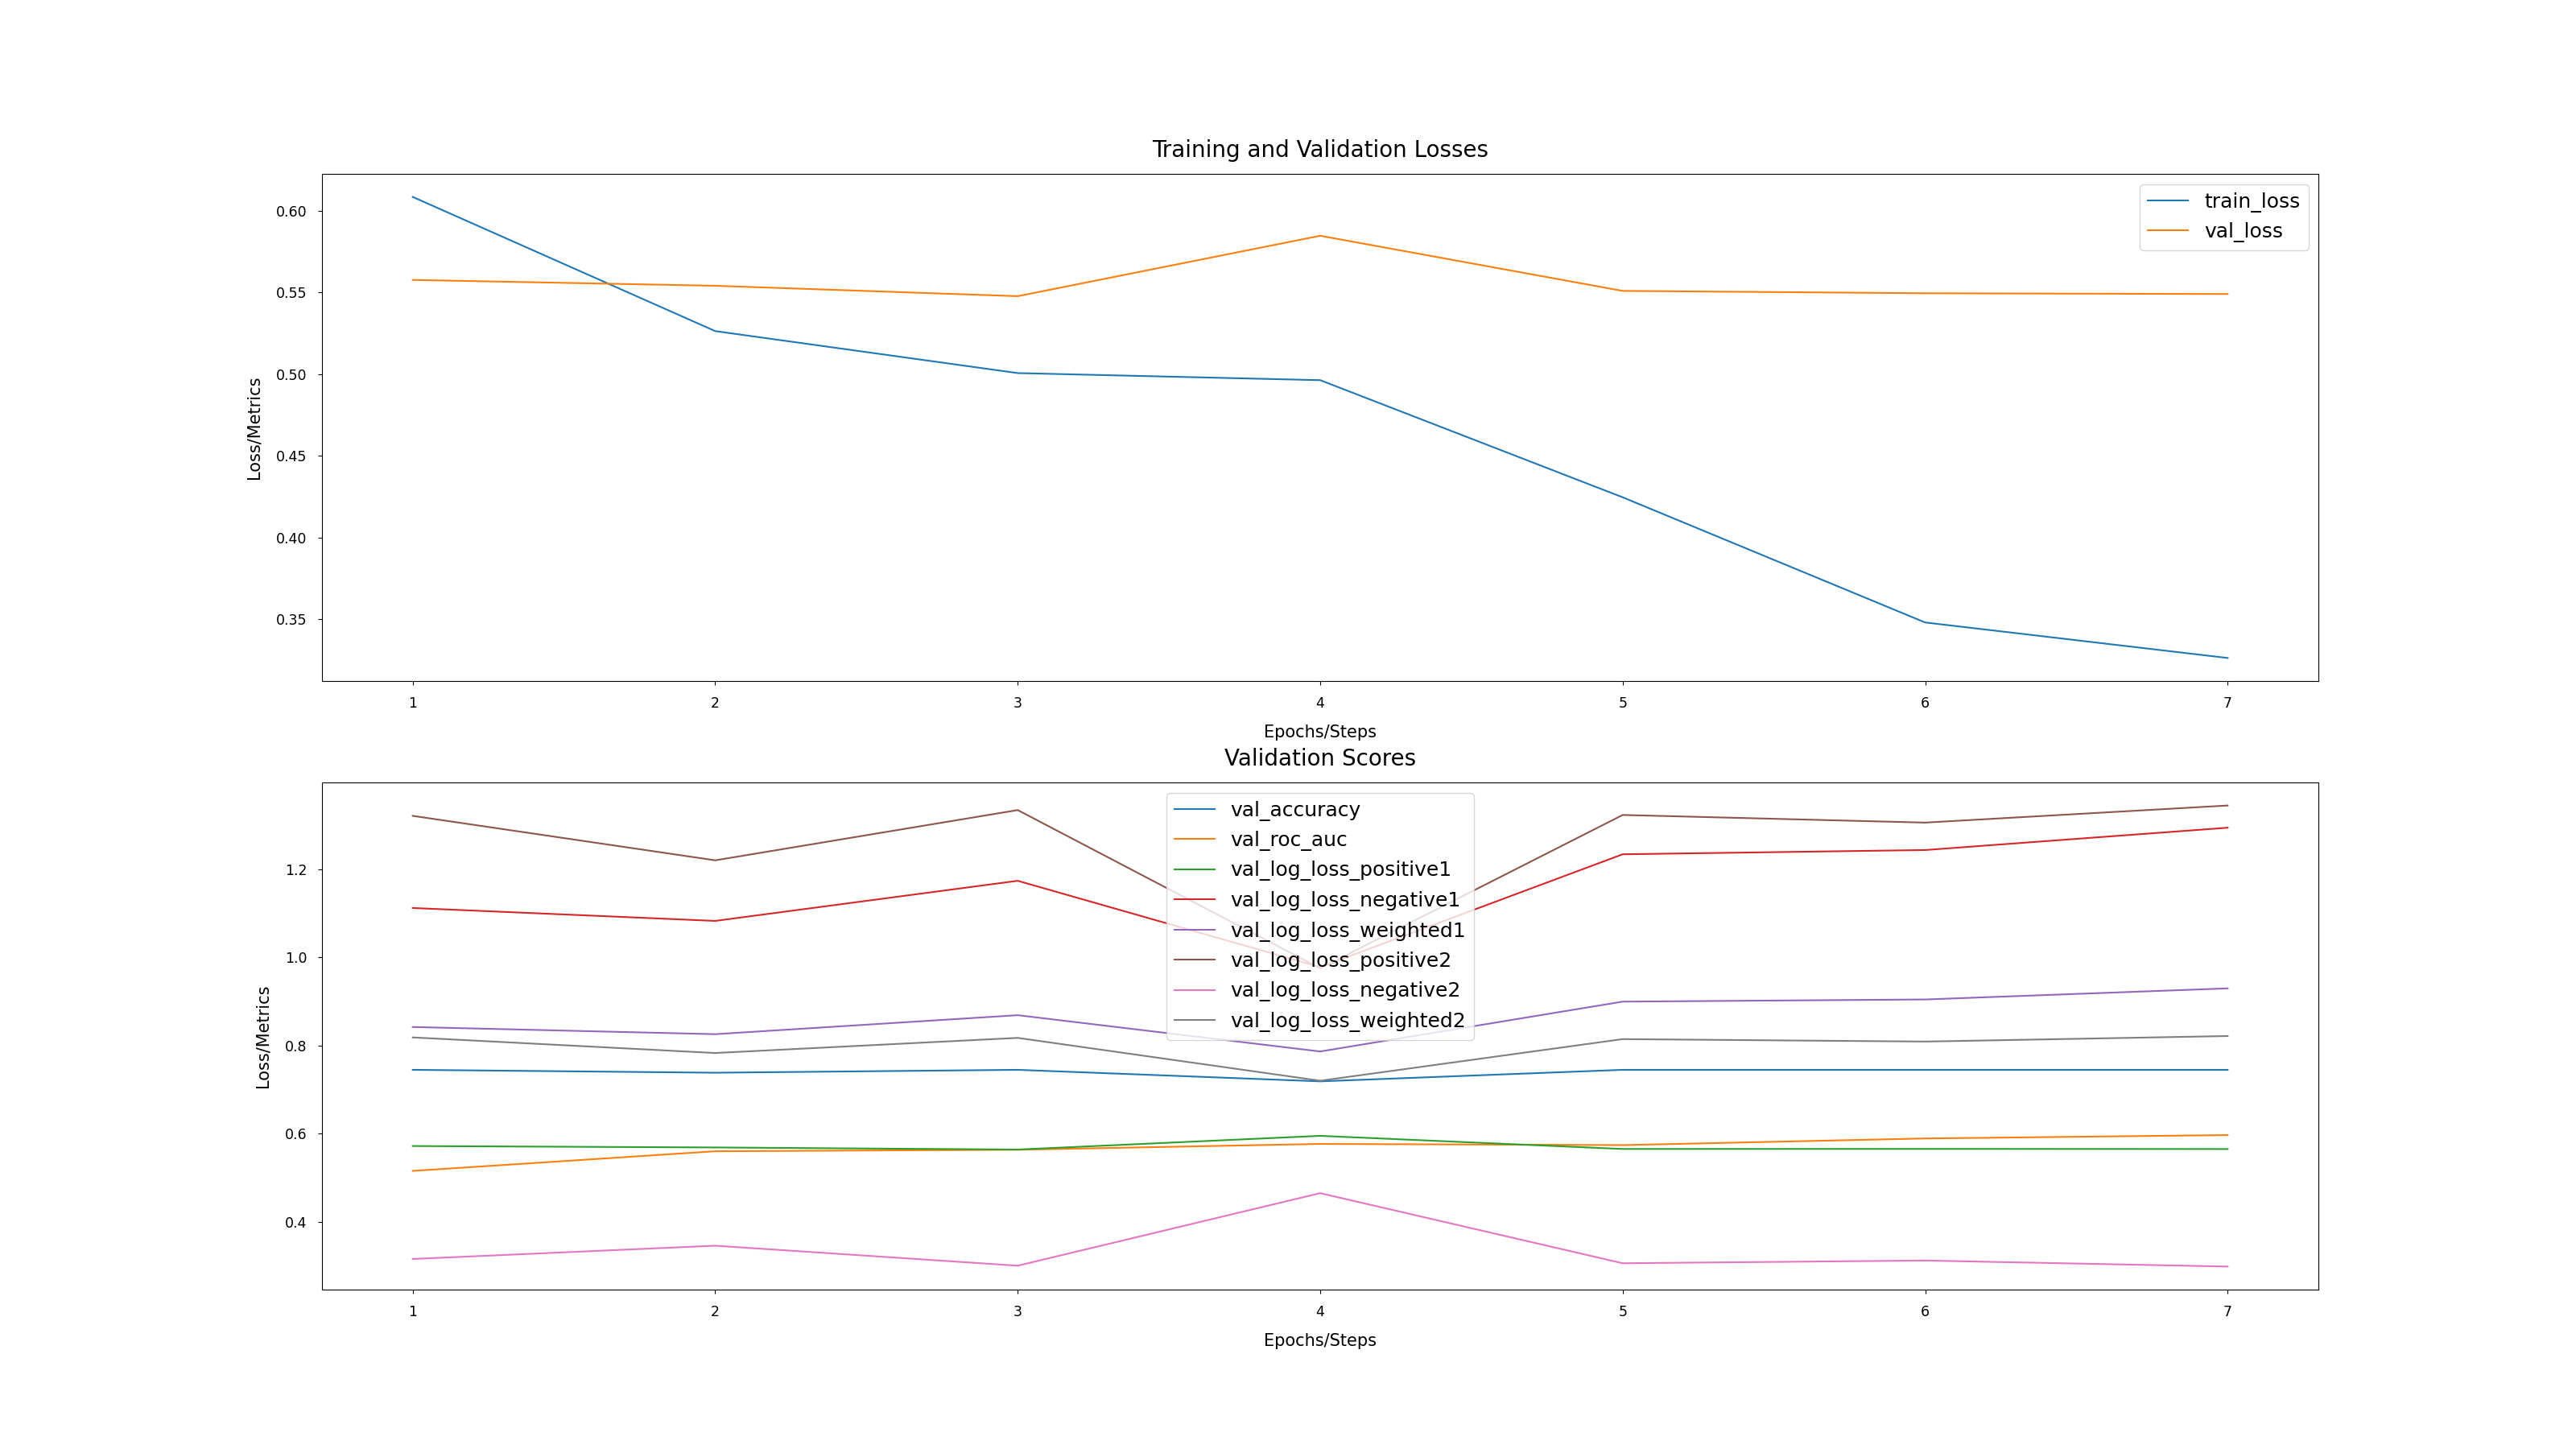 Training and Validation Losses
train_loss
val_loss
0.60
0.55
0.50
0.45
0.40
0.35
Loss/Metrics
1 2 3 4 5 6 7
Epochs/Steps
Validation Scores
val_accuracy
val_roc_auc
val_log_loss_positive1
val_log_loss_negative1
val_log_loss_weighted1
val_log_loss_positive2
val_log_loss_negative2
val_log_loss_weighted2
1.2
1.0
0.8
0.6
0.4
Loss/Metrics
1 2 3 4 5 6 7
Epochs/Steps